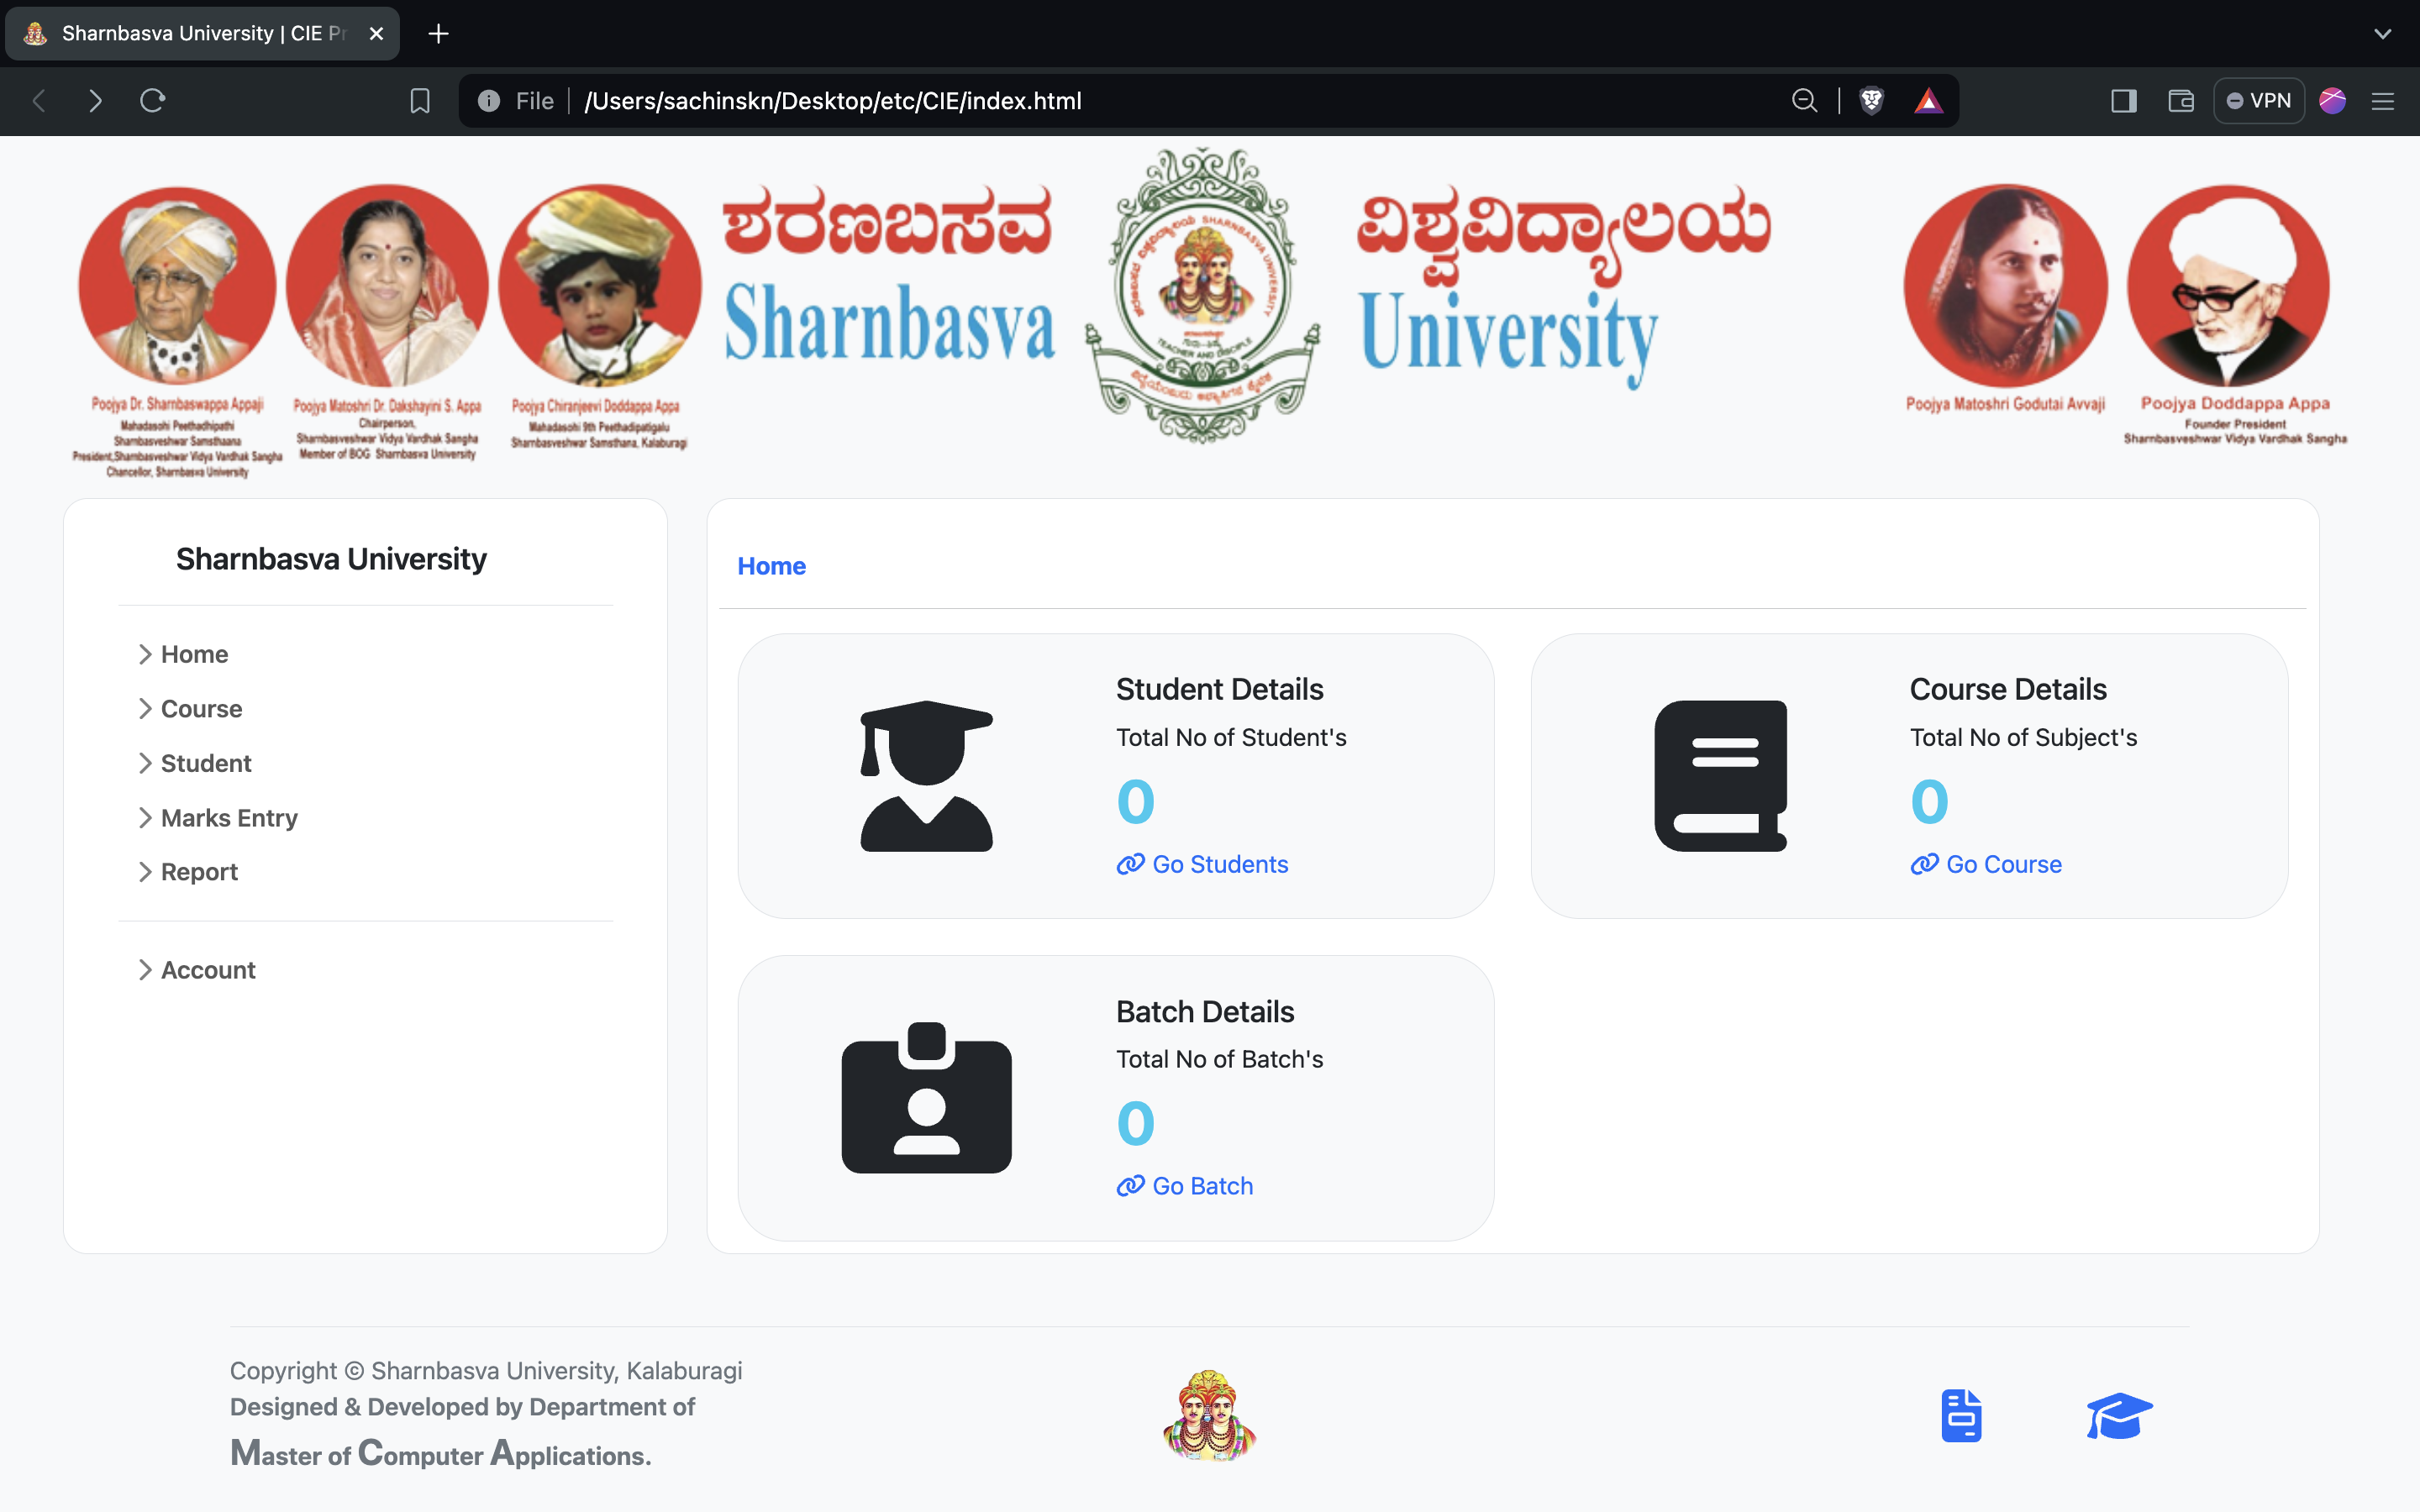 Sharnbasva University | CIE Pr
File
/Users/sachinskn/Desktop/etc/CIE/index.html
VPN
ಶರಣಬಸವ
ವಿಶ್ವವಿದ್ಯಾಲಯ
Sharnbasva
University
SHARNBASVA UNIVERSITY
TEACHER AND DISCIPLE
Poojya Dr. Sharnbaswappa Appaji
Mahadasohi Peethadhipathi
Sharnbasveshwar Samsthaana
President,Sharnbasveshwar Vidya Vardhak Sangha
Chancellor, Sharnbasva University
Poojya Matoshri Dr. Dakshayini S. Appa
Chairperson,
Sharnbasveshwar Vidya Vardhak Sangha
Member of BOG Sharnbasva University
Poojya Chiranjeevi Doddappa Appa
Mahadasohi 9th Peethadipatigalu
Sharnbasveshwar Samsthana, Kalaburagi
Poojya Matoshri Godutai Avvaji
Poojya Doddappa Appa
Founder President
Sharnbasveshwar Vidya Vardhak Sangha
Sharnbasva University
Home
Course
Student
Marks Entry
Report
Account
Home
Student Details
Total No of Student's
0
Go Students
Course Details
Total No of Subject's
0
Go Course
Batch Details
Total No of Batch's
0
Go Batch
Copyright © Sharnbasva University, Kalaburagi
Designed & Developed by Department of
Master of Computer Applications.